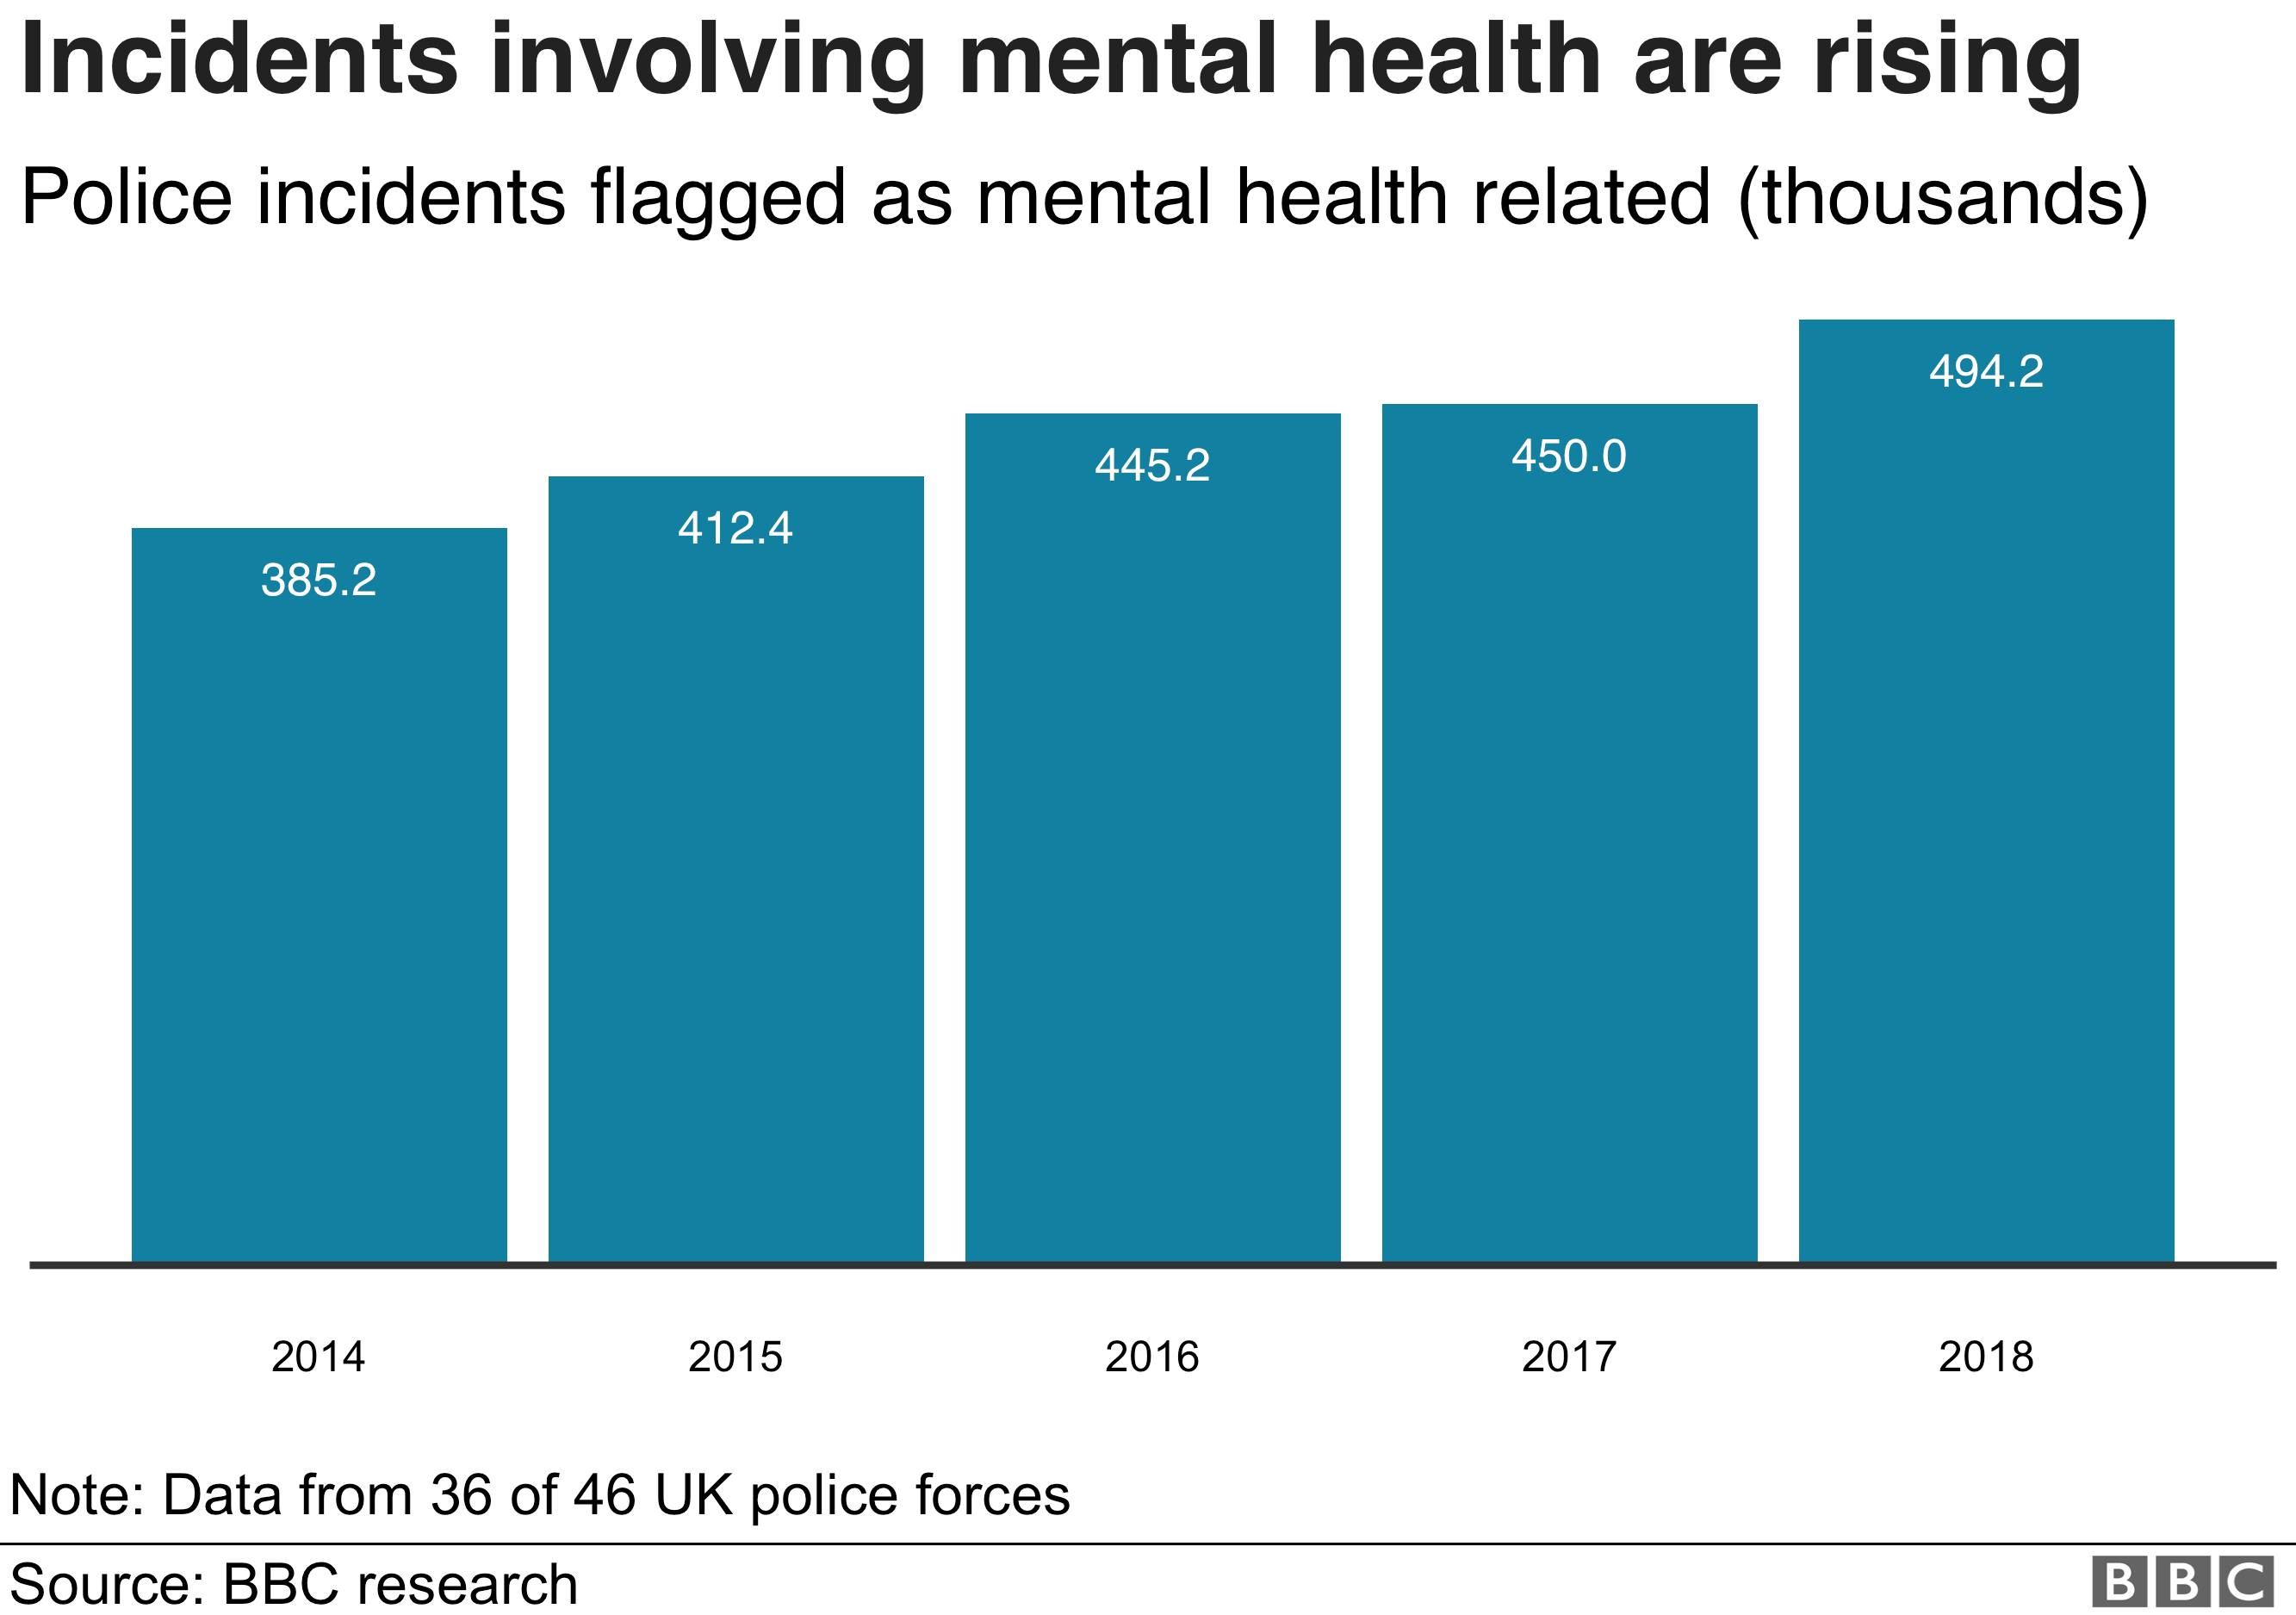 Incidents involving mental health are rising
Police incidents flagged as mental health related (thousands)
385.2
412.4
445.2
450.0
494.2
2014 2015 2016 2017 2018
Note: Data from 36 of 46 UK police forces
Source: BBC research
BBC